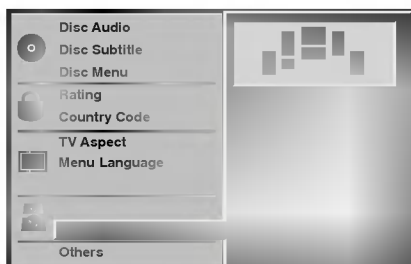 Disc Audio
Disc Subtitle
Disc Menu
Rating
Country Code
TV Aspect
Menu Language
Others